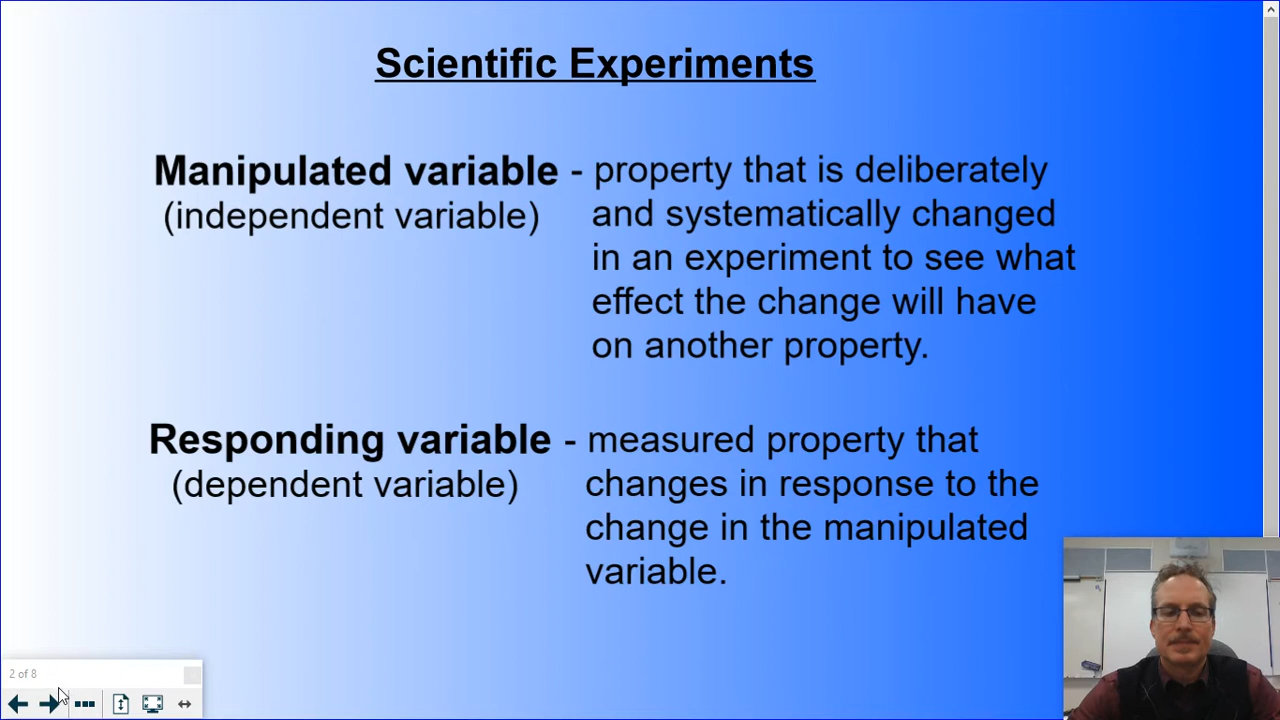 Scientific Experiments
Manipulated variable - property that is deliberately
(independent variable) and systematically changed
in an experiment to see what
effect the change will have
on another property.
Responding variable - measured property that
(dependent variable) changes in response to the
change in the manipulated
variable.
2 of 8